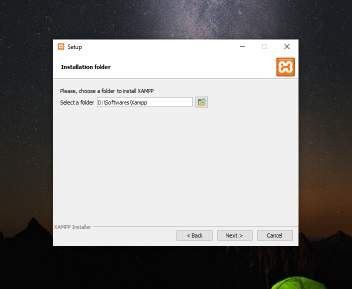 Setup
Installation folder
Please, choose a folder to install XAMPP
Select a folder D:\Softwares\Xampp
XAMPP Installer
< Back Next > Cancel